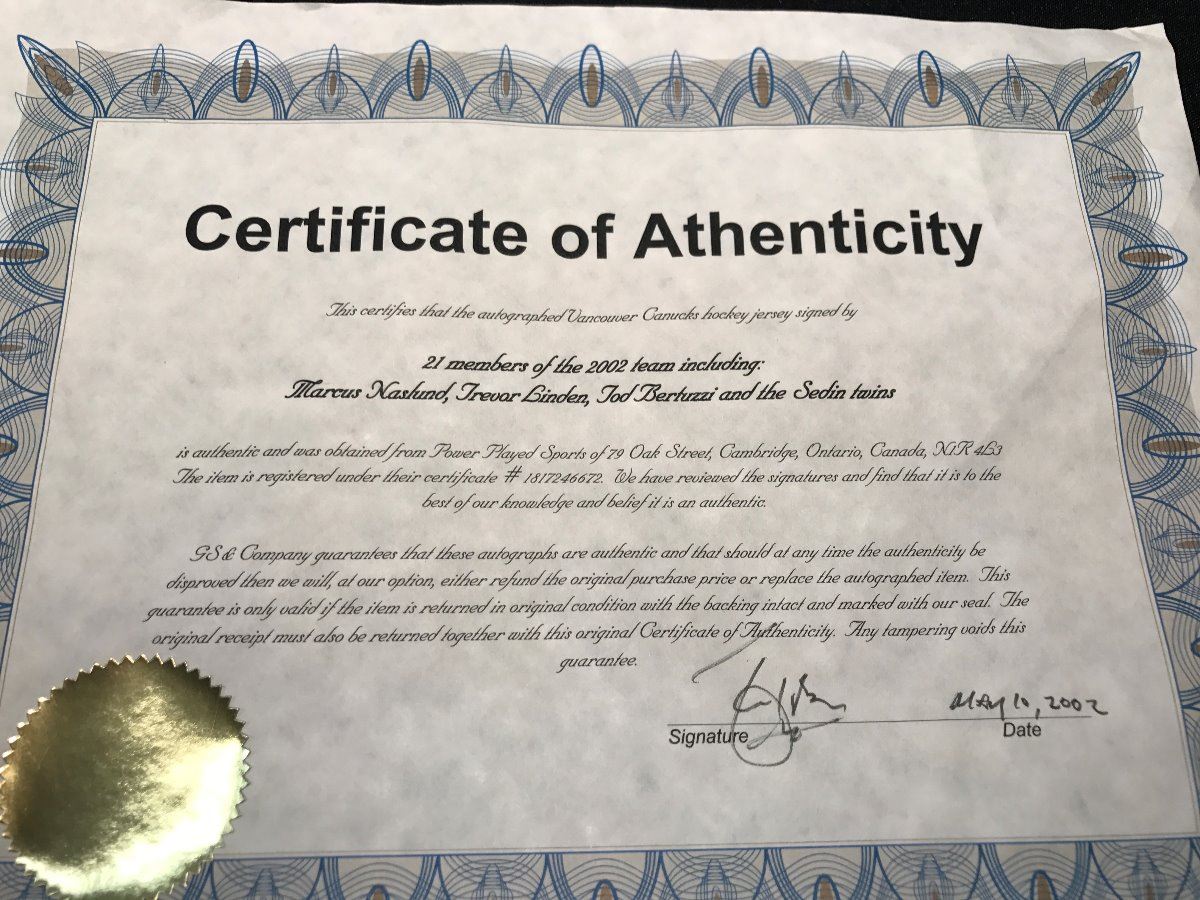 Certificate of Athenticity
This certifies that the autographed Vancouver Canucks hockey jersey signed by
21 members of the 2002 team including:
Marcus Naslund, Trevor Linden, Tod Bertuzzi and the Sedin twins
is authentic and was obtained from Power Played Sports of 79 Oak Street, Cambridge, Ontario, Canada, N1R 4L3
The item is registered under their certificate # 1817246672. We have reviewed the signatures and find that it is to the
best of our knowledge and belief it is an authentic.
GS & Company guarantees that these autographs are authentic and that should at any time the authenticity be
disproved then we will, at our option, either refund the original purchase price or replace the autographed item. This
guarantee is only valid if the item is returned in original condition with the backing intact and marked with our seal. The
original receipt must also be returned together with this original Certificate of Authenticity. Any tampering voids this
guarantee.
MAY 10, 2002
Signature
Date